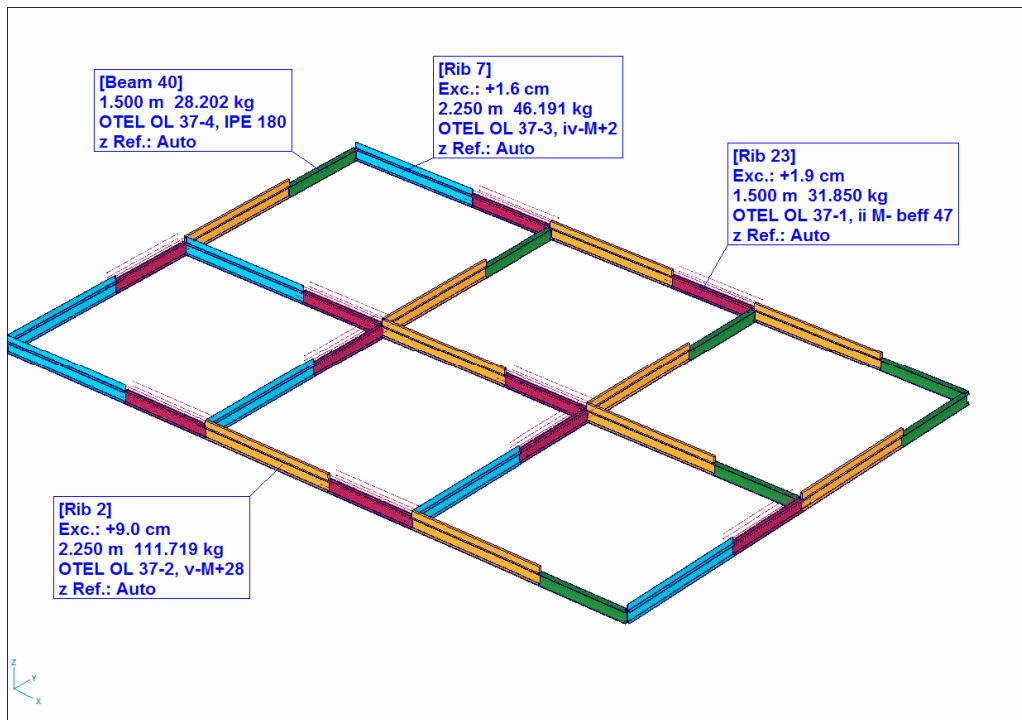 [Beam 40]
1.500 m 28.202 kg
OTEL OL 37-4, IPE 180
z Ref.: Auto
[Rib 7]
Exc.: +1.6 cm
2.250 m 46.191 kg
OTEL OL 37-3, iv-M+2
z Ref.: Auto
[Rib 23]
Exc.: +1.9 cm
1.500 m 31.850 kg
OTEL OL 37-1, ii M- beff 47
z Ref.: Auto
[Rib 2]
Exc.: +9.0 cm
2.250 m 111.719 kg
OTEL OL 37-2, v-M+28
z Ref.: Auto
Z
Y
X